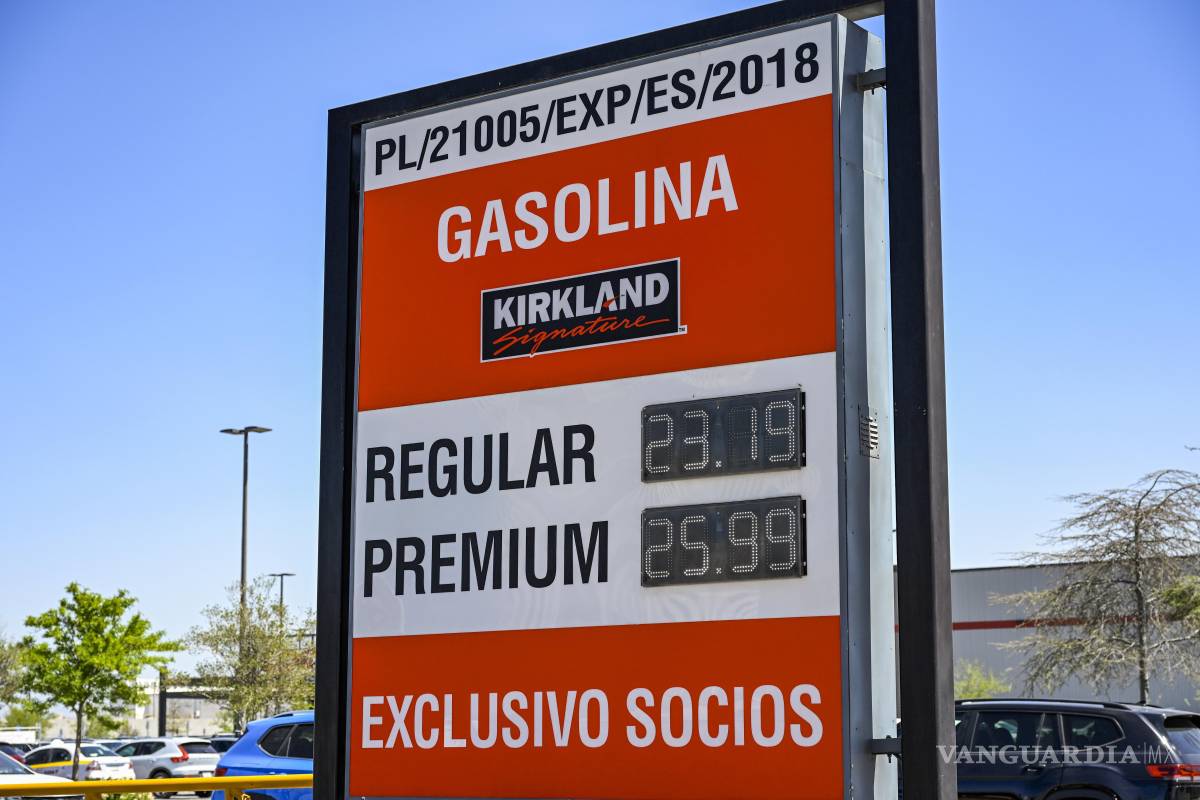 PL/21005/EXP/ES/2018
GASOLINA
KIRKLAND
Signature
REGULAR 23.19
PREMIUM 25.99
EXCLUSIVO SOCIOS
VANGUARDIA|MX